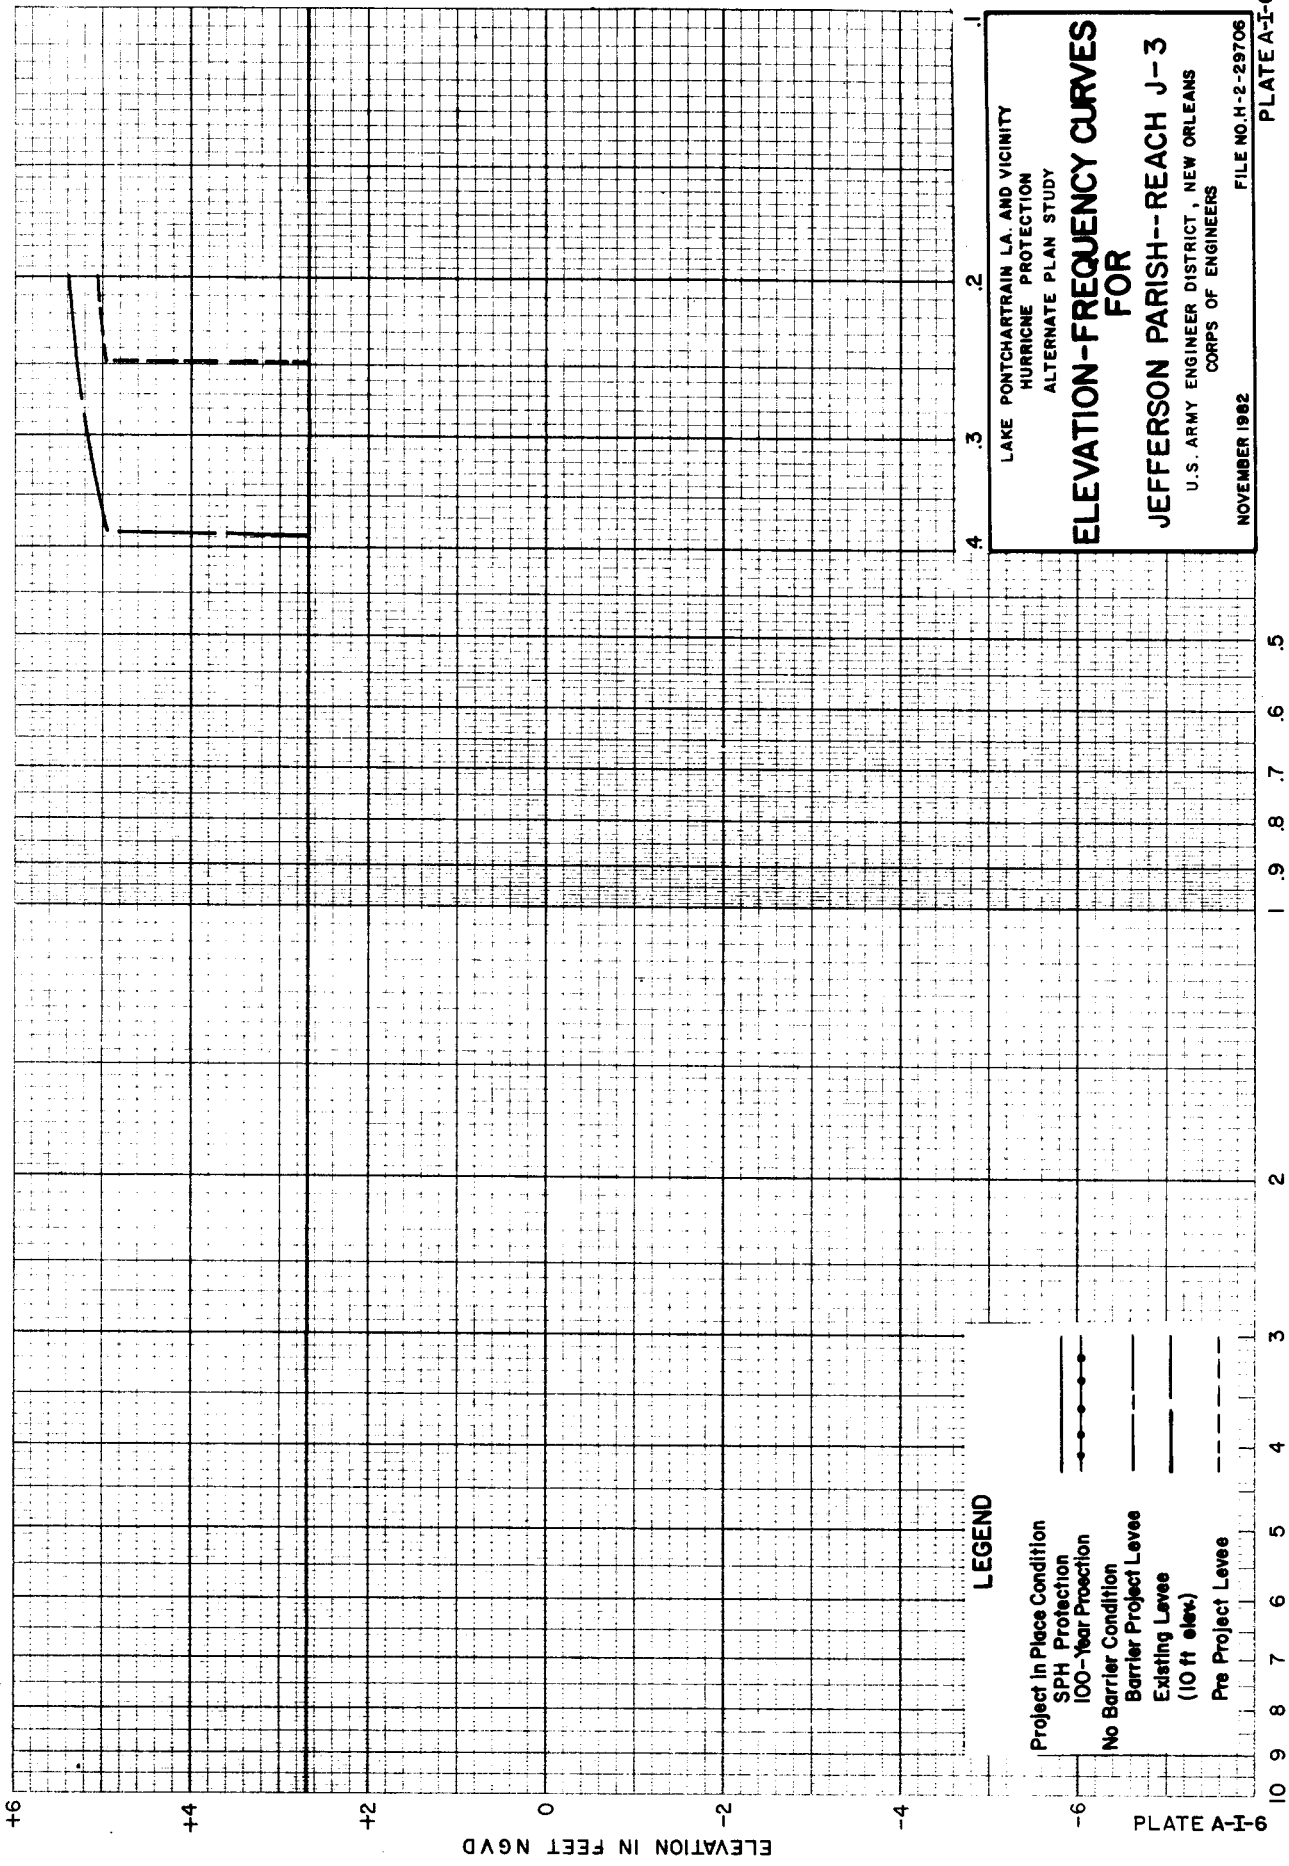 +6
+4
+2
0
-2
-4
-6
ELEVATION IN FEET NGVD
10
9
8
7
6
5
4
3
2
1
.9
.8
.7
.6
.5
.4
.3
.2
.1
LEGEND
Project in Place Condition
SPH Protection
100-Year Proection
No Barrier Condition
Barrier Project Levee
Existing Levee
(10 ft elev.)
Pre Project Levee
LAKE PONTCHARTRAIN LA. AND VICINITY
HURRICNE PROTECTION
ALTERNATE PLAN STUDY
ELEVATION-FREQUENCY CURVES
FOR
JEFFERSON PARISH--REACH J-3
U.S. ARMY ENGINEER DISTRICT, NEW ORLEANS
CORPS OF ENGINEERS
NOVEMBER 1982 FILE NO. H-2-29706
PLATE A-I-6
PLATE A-I-6